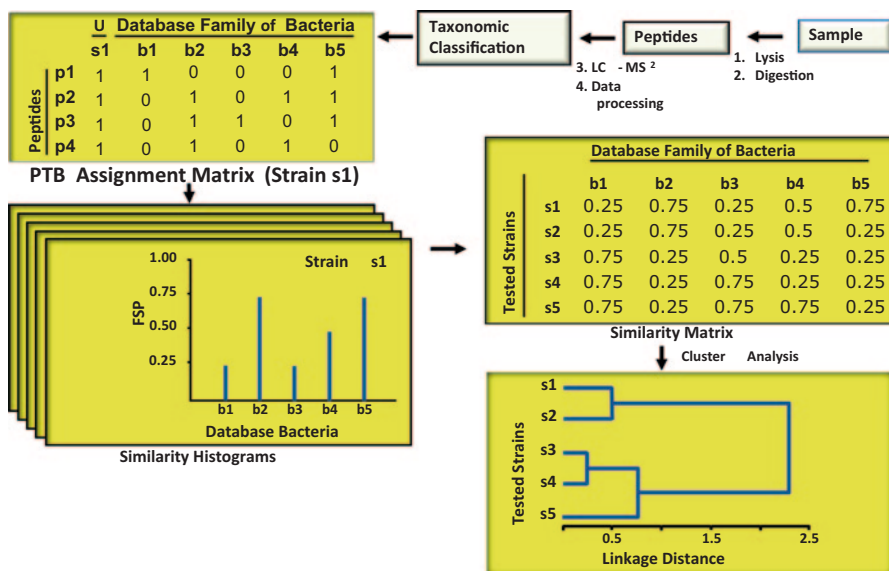 Sample
1. Lysis
2. Digestion
Peptides
3. LC - MS 2
4. Data
processing
Taxonomic
Classification
U Database Family of Bacteria
s1 b1 b2 b3 b4 b5
Peptides
p1 1 1 0 0 0 1
p2 1 0 1 0 1 1
p3 1 0 1 1 0 1
p4 1 0 1 0 1 0
PTB Assignment Matrix (Strain s1)
Strain s1
FSP
1.00
0.75
0.50
0.25
b1 b2 b3 b4 b5
Database Bacteria
Similarity Histograms
Database Family of Bacteria
b1 b2 b3 b4 b5
Tested Strains
s1 0.25 0.75 0.25 0.5 0.75
s2 0.25 0.75 0.25 0.5 0.25
s3 0.75 0.25 0.5 0.25 0.25
s4 0.75 0.25 0.75 0.25 0.25
s5 0.75 0.25 0.75 0.75 0.25
Similarity Matrix
Cluster Analysis
Tested Strains
s1
s2
s3
s4
s5
0.5 1.5 2.5
Linkage Distance